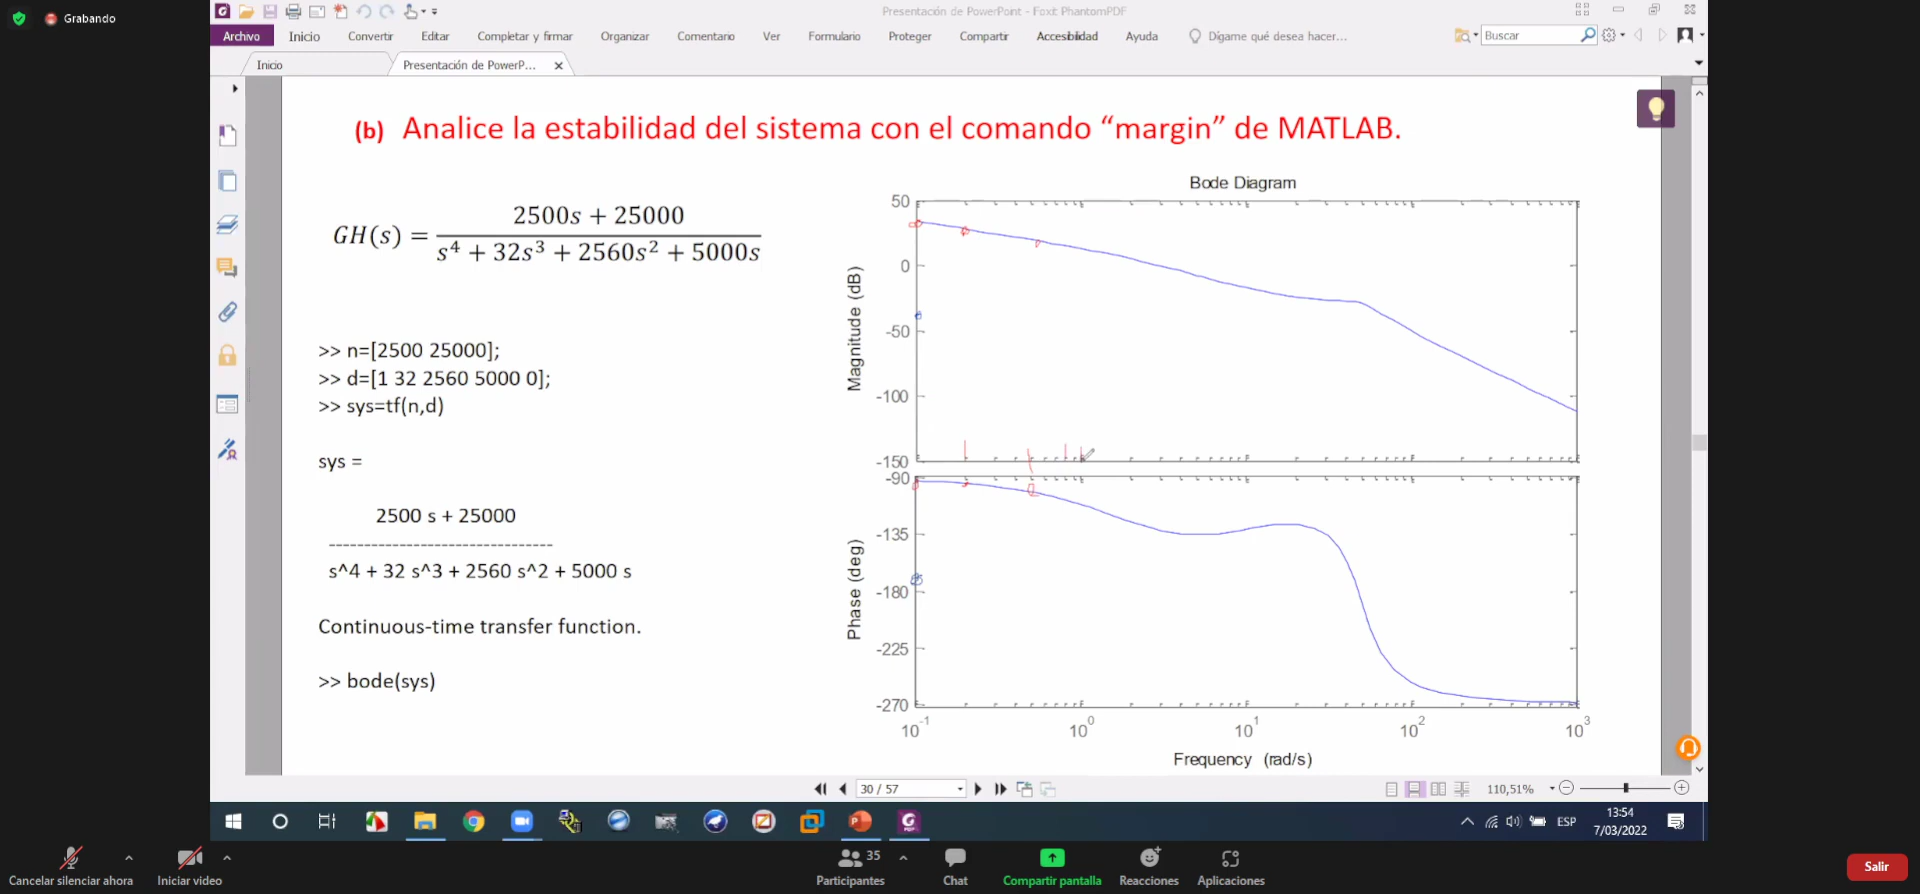 Grabando
Presentación de PowerPoint - Foxit PhantomPDF
Archivo Inicio Convertir Editar Completar y firmar Organizar Comentario Ver Formulario Proteger Compartir Accesibilidad Ayuda Dígame qué desea hacer... Buscar
Inicio Presentación de PowerP...
(b) Analice la estabilidad del sistema con el comando “margin” de MATLAB.
GH(s) = (2500s + 25000) / (s⁴ + 32s³ + 2560s² + 5000s)
>> n=[2500 25000];
>> d=[1 32 2560 5000 0];
>> sys=tf(n,d)
sys =
2500 s + 25000
------------------------------
s^4 + 32 s^3 + 2560 s^2 + 5000 s
Continuous-time transfer function.
>> bode(sys)
Bode Diagram
Magnitude (dB)
50
0
-50
-100
-150
Phase (deg)
-90
-135
-180
-225
-270
10⁻¹ 10⁰ 10¹ 10² 10³
Frequency (rad/s)
30 / 57
110,51%
ESP
13:54
7/03/2022
Cancelar silenciar ahora
Iniciar video
35
Participantes
Chat
Compartir pantalla
Reacciones
Aplicaciones
Salir